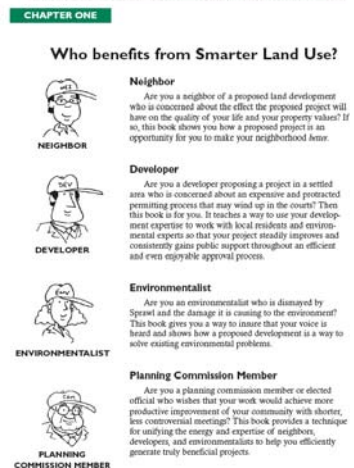 CHAPTER ONE
Who benefits from Smarter Land Use?
NEIGHBOR
Neighbor
Are you a neighbor of a proposed land development
who is concerned about the effect the proposed project will
have on the quality of your life and your property values? If
so, this book shows you how a proposed project is an
opportunity for you to make your neighborhood better.
DEV
DEVELOPER
Developer
Are you a developer proposing a project in a settled
area who is concerned about an expensive and protracted
permitting process that may wind up in the courts? Then
this book is for you. It teaches a way to use your develop-
ment expertise to work with local residents and environ-
mental experts so that your project steadily improves and
consistently gains public support throughout an efficient
and even enjoyable approval process.
ENV
ENVIRONMENTALIST
Environmentalist
Are you an environmentalist who is dismayed by
Sprawl and the damage it is causing to the environment?
This book gives you a way to insure that your voice is
heard and shows how a proposed development is a way to
solve existing environmental problems.
PLANNING
COMMISSION MEMBER
Planning Commission Member
Are you a planning commission member or elected
official who wishes that your work would achieve more
productive improvement of your community with shorter,
less controversial meetings? This book provides a technique
for unifying the energy and expertise of neighbors,
developers, and environmentalists to help you efficiently
generate truly beneficial projects.